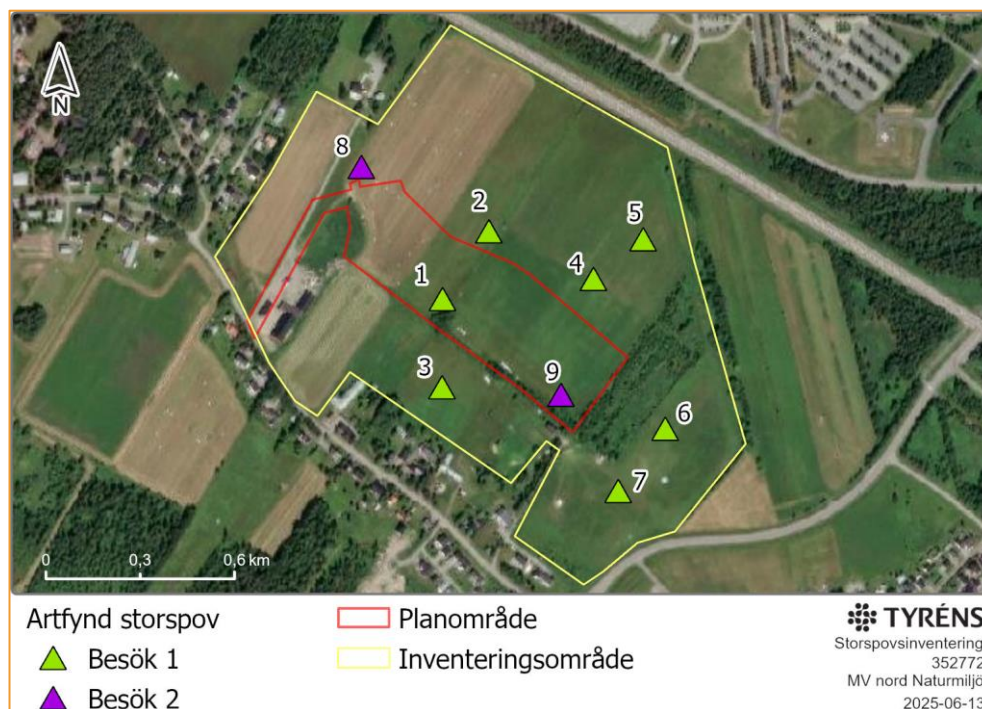 N
8
2
5
4
1
3
9
6
7
0 0,3 0,6 km
Artfynd storspov
Besök 1
Besök 2
Planområde
Inventeringsområde
TYRÉNS
Storspovsinventering
352772
MV nord Naturmiljö
2025-06-13